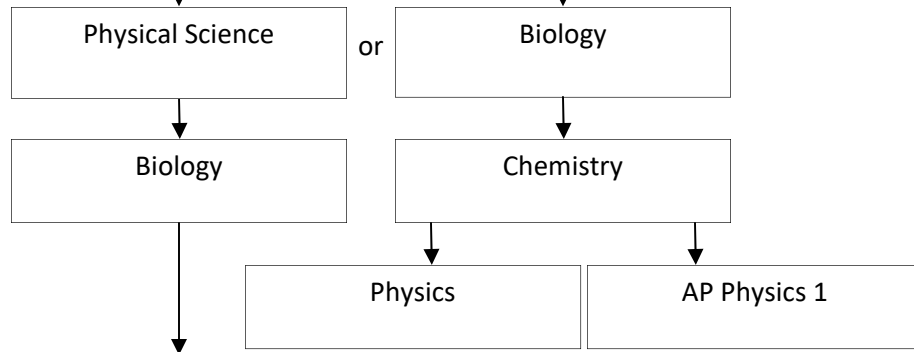 Physical Science or Biology
Biology Chemistry
Physics AP Physics 1